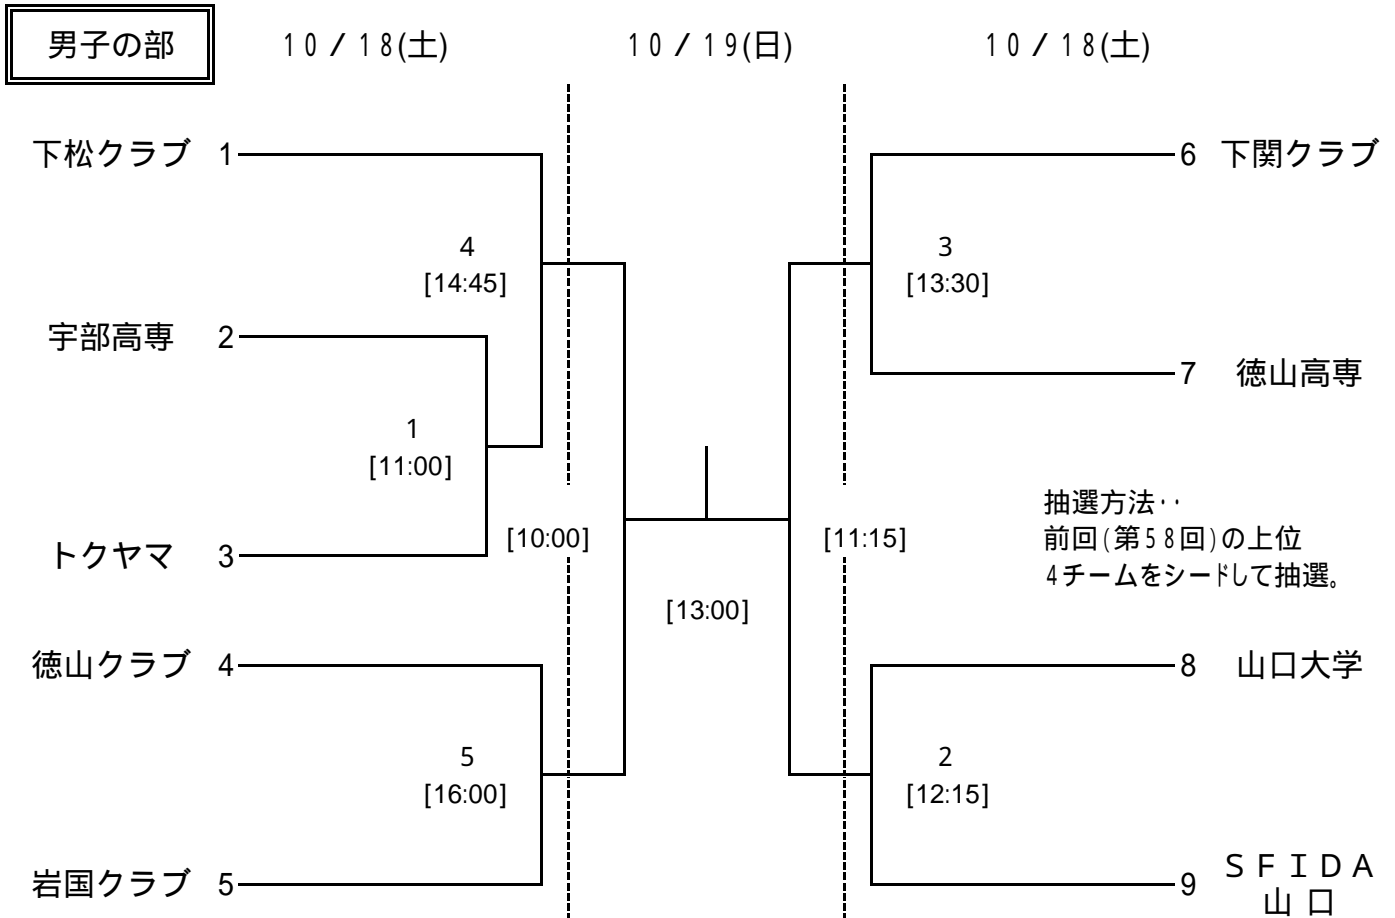 男子の部
10/18(土)
10/19(日)
10/18(土)
下松クラブ 1
6 下関クラブ
4
[14:45]
3
[13:30]
宇部高専 2
7 徳山高専
1
[11:00]
抽選方法‥
前回(第58回)の上位
4チームをシードして抽選。
[10:00]
[11:15]
トクヤマ 3
[13:00]
徳山クラブ 4
8 山口大学
5
[16:00]
2
[12:15]
岩国クラブ 5
9 SFIDA
山口